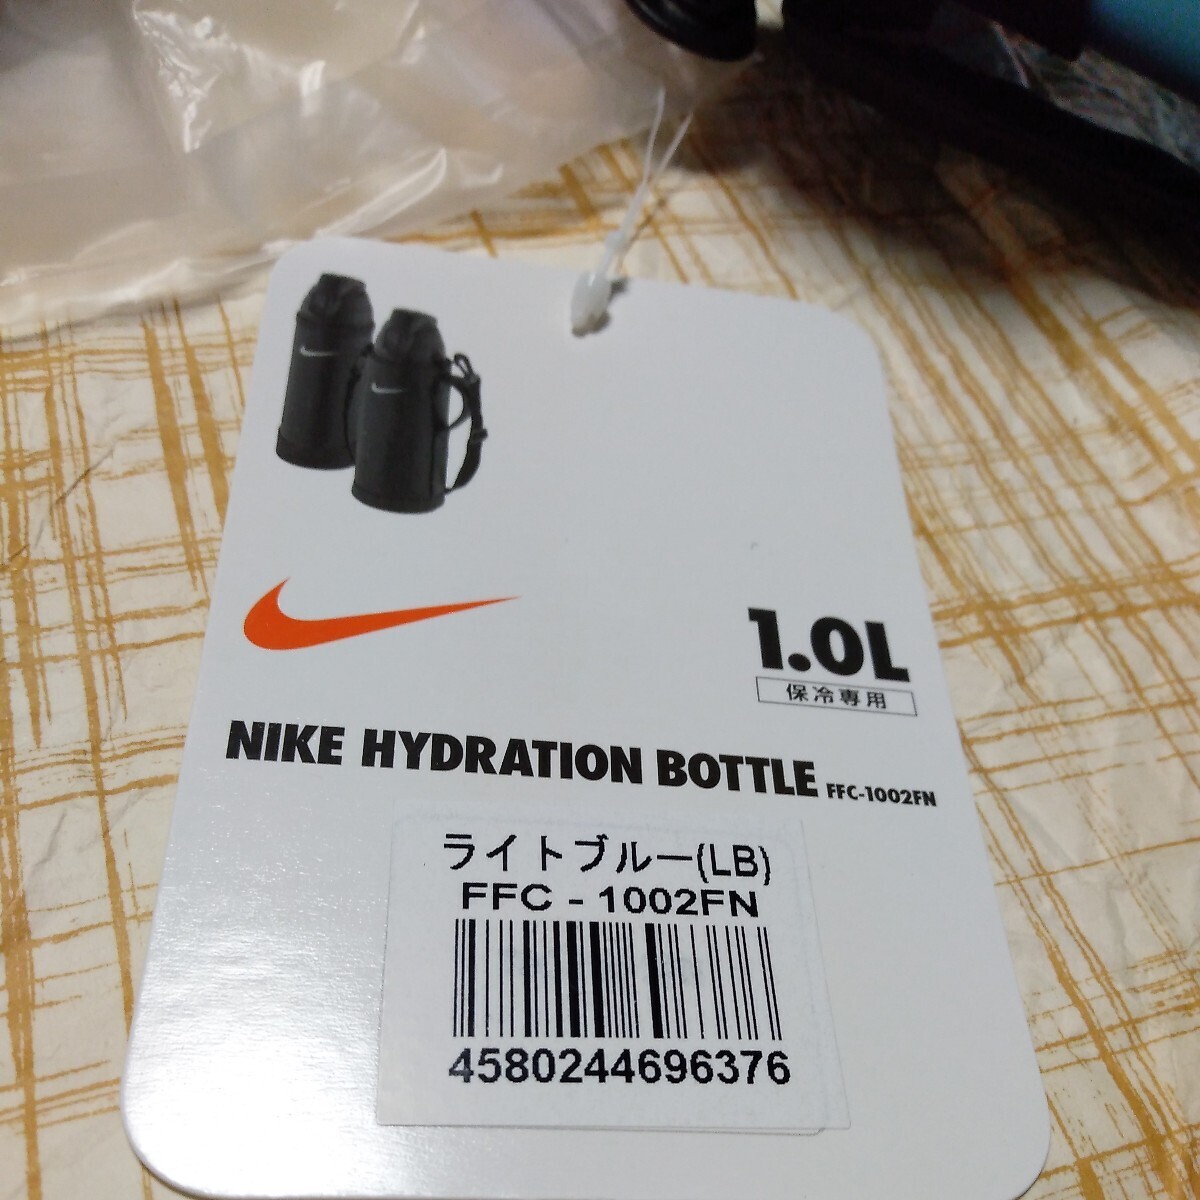 1.0L
保冷専用
NIKE HYDRATION BOTTLE FFC-1002FN
ライトブルー(LB)
FFC - 1002FN
4580244696376